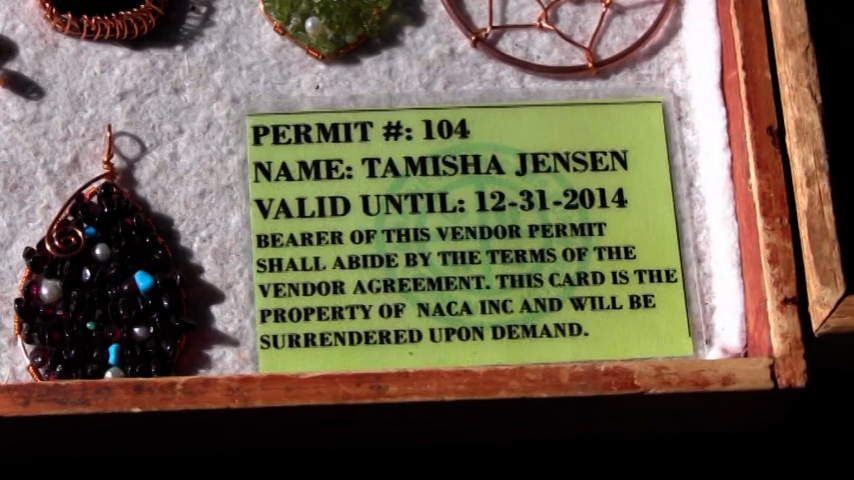 PERMIT #: 104
NAME: TAMISHA JENSEN
VALID UNTIL: 12-31-2014
BEARER OF THIS VENDOR PERMIT
SHALL ABIDE BY THE TERMS OF THE
VENDOR AGREEMENT. THIS CARD IS THE
PROPERTY OF NACA INC AND WILL BE
SURRENDERED UPON DEMAND.